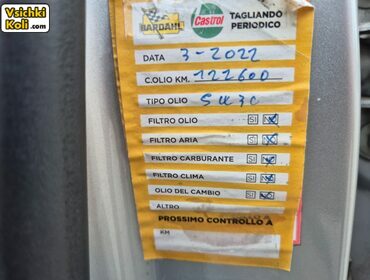 Vsichki
Koli.com
BARDAHL
Castrol
TAGLIANDO
PERIODICO
DATA 3-2022
C.OLIO KM. 122600
TIPO OLIO 5W30
FILTRO OLIO SI NO
FILTRO ARIA SI NO
FILTRO CARBURANTE SI NO
FILTRO CLIMA SI NO
OLIO DEL CAMBIO SI NO
ALTRO
PROSSIMO CONTROLLO A
KM